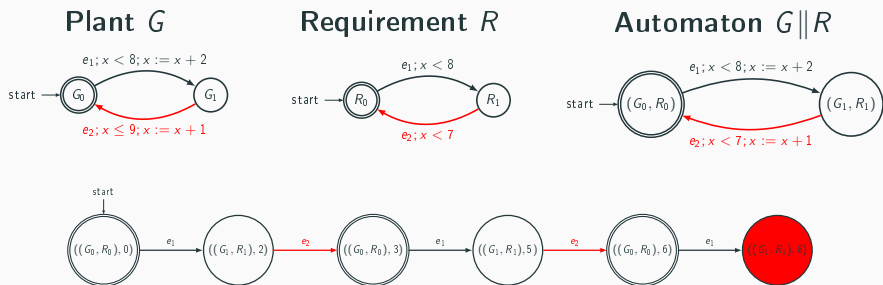 Plant G
Requirement R
Automaton G∥R
e₁; x < 8; x := x + 2
start
G₀
G₁
e₂; x ≤ 9; x := x + 1
e₁; x < 8
start
R₀
R₁
e₂; x < 7
e₁; x < 8; x := x + 2
start
(G₀, R₀)
(G₁, R₁)
e₂; x < 7; x := x + 1
start
((G₀, R₀), 0)
e₁
((G₁, R₁), 2)
e₂
((G₀, R₀), 3)
e₁
((G₁, R₁), 5)
e₂
((G₀, R₀), 6)
e₁
((G₁, R₁), 8)